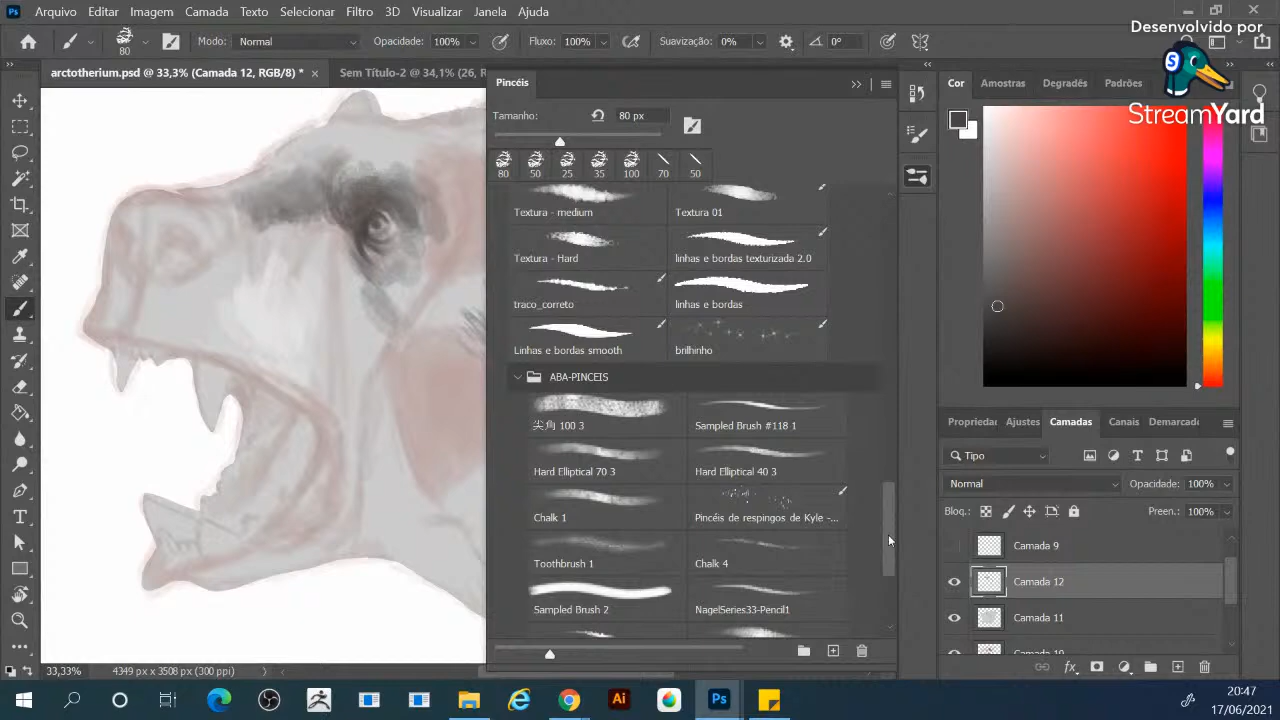 Ps Arquivo Editar Imagem Camada Texto Selecionar Filtro 3D Visualizar Janela Ajuda
Desenvolvido por
StreamYard
80 Modo: Normal Opacidade: 100% Fluxo: 100% Suavização: 0% 0°
arctotherium.psd @ 33,3% (Camada 12, RGB/8) * × Sem Título-2 @ 34,1% (26, R
Pincéis
Tamanho: 80 px
80 50 25 35 100 70 50
Textura - medium Textura 01
Textura - Hard linhas e bordas texturizada 2.0
traco_correto linhas e bordas
Linhas e bordas smooth brilhinho
ABA-PINCEIS
尖角 100 3 Sampled Brush #118 1
Hard Elliptical 70 3 Hard Elliptical 40 3
Chalk 1 Pincéis de respingos de Kyle -...
Toothbrush 1 Chalk 4
Sampled Brush 2 NagelSeries33-Pencil1
Cor Amostras Degradês Padrões
Proprieda Ajustes Camadas Canais Demarcad
Tipo
Normal Opacidade: 100%
Bloq.: Preen.: 100%
Camada 9
Camada 12
Camada 11
33,33% 4349 px x 3508 px (300 ppi)
Ai Ps
20:47
17/06/2021